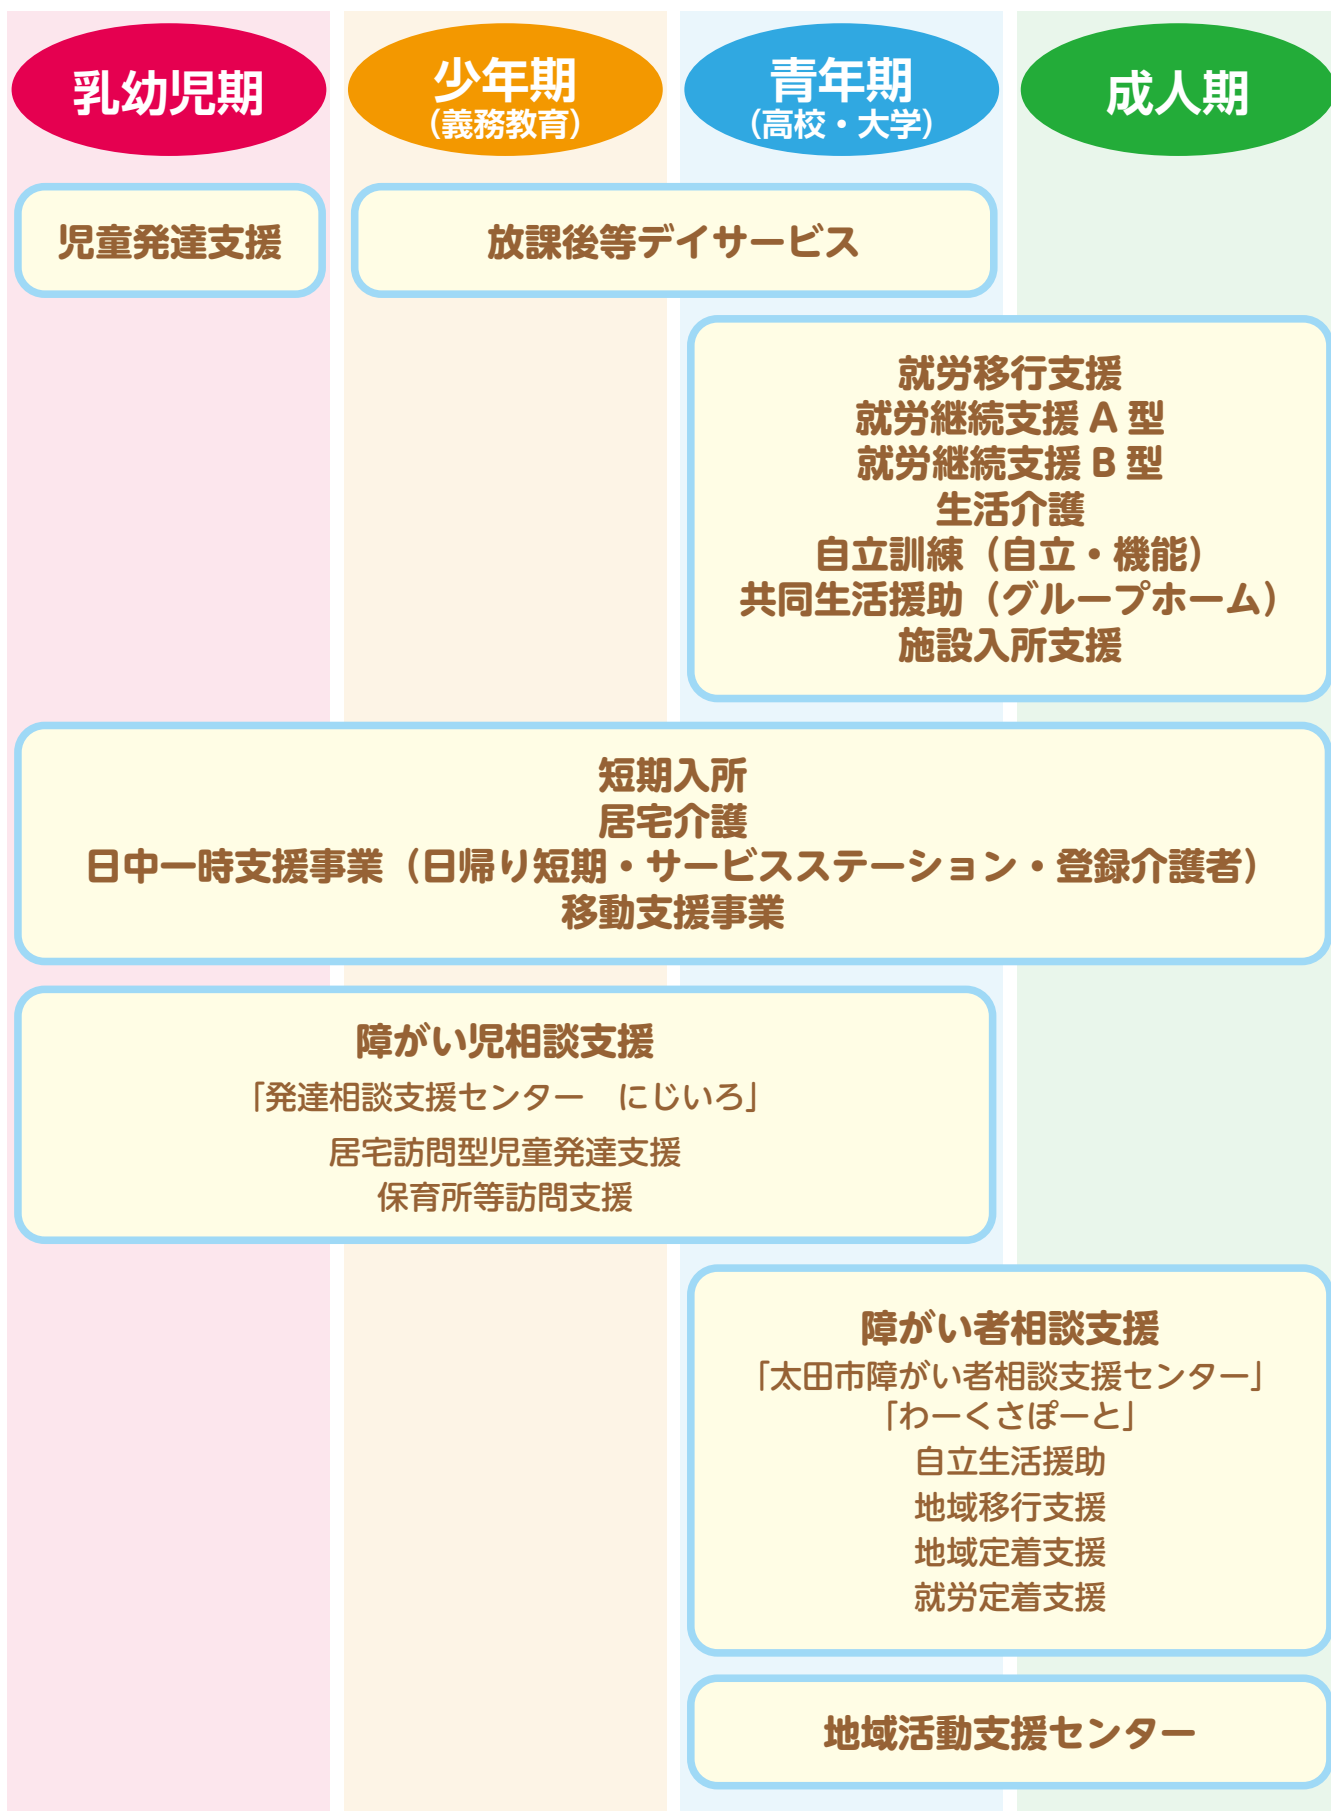 乳幼児期
少年期
(義務教育)
青年期
(高校・大学)
成人期
児童発達支援
放課後等デイサービス
就労移行支援
就労継続支援 A 型
就労継続支援 B 型
生活介護
自立訓練（自立・機能）
共同生活援助（グループホーム）
施設入所支援
短期入所
居宅介護
日中一時支援事業（日帰り短期・サービスステーション・登録介護者）
移動支援事業
障がい児相談支援
「発達相談支援センター　にじいろ」
居宅訪問型児童発達支援
保育所等訪問支援
障がい者相談支援
「太田市障がい者相談支援センター」
「わーくさぽーと」
自立生活援助
地域移行支援
地域定着支援
就労定着支援
地域活動支援センター